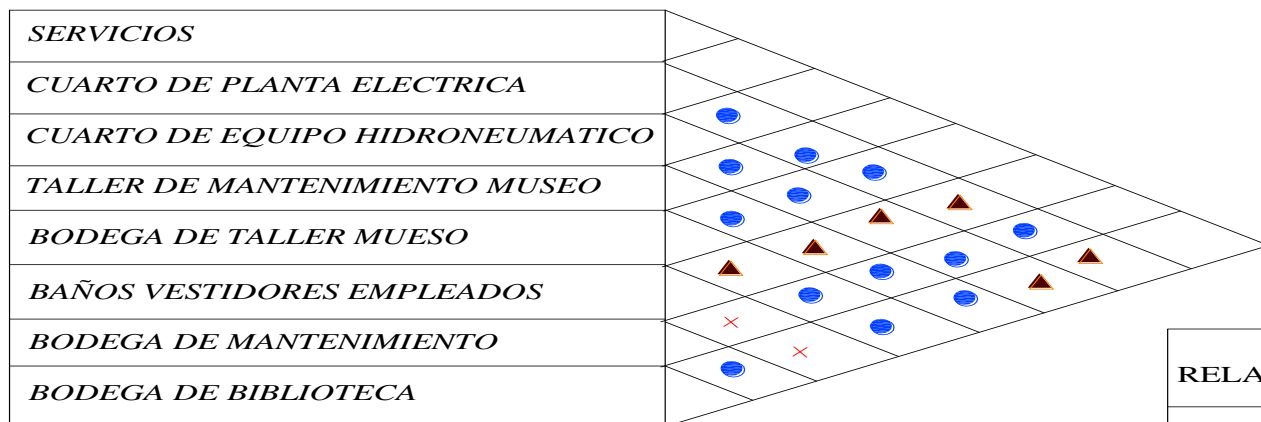 SERVICIOS
CUARTO DE PLANTA ELECTRICA
CUARTO DE EQUIPO HIDRONEUMATICO
TALLER DE MANTENIMIENTO MUSEO
BODEGA DE TALLER MUESO
BAÑOS VESTIDORES EMPLEADOS
BODEGA DE MANTENIMIENTO
BODEGA DE BIBLIOTECA
RELA